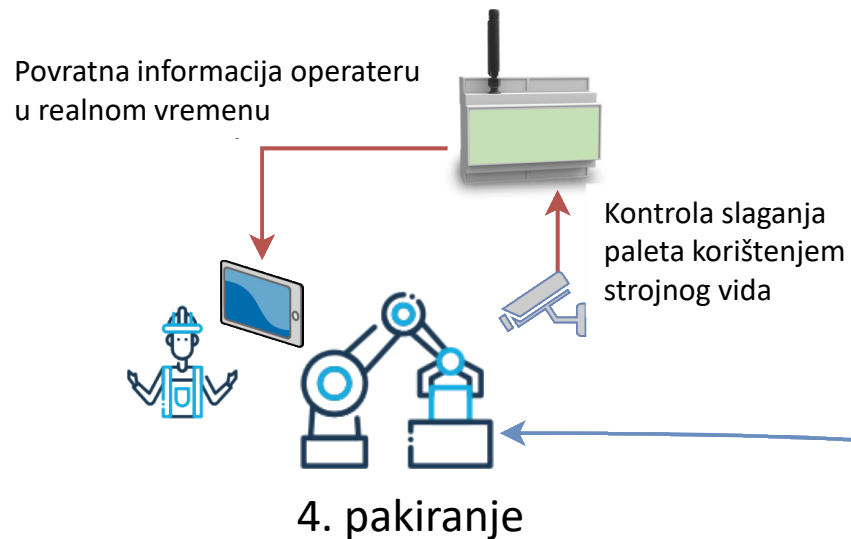 Povratna informacija operateru
u realnom vremenu
Kontrola slaganja
paleta korištenjem
strojnog vida
4. pakiranje